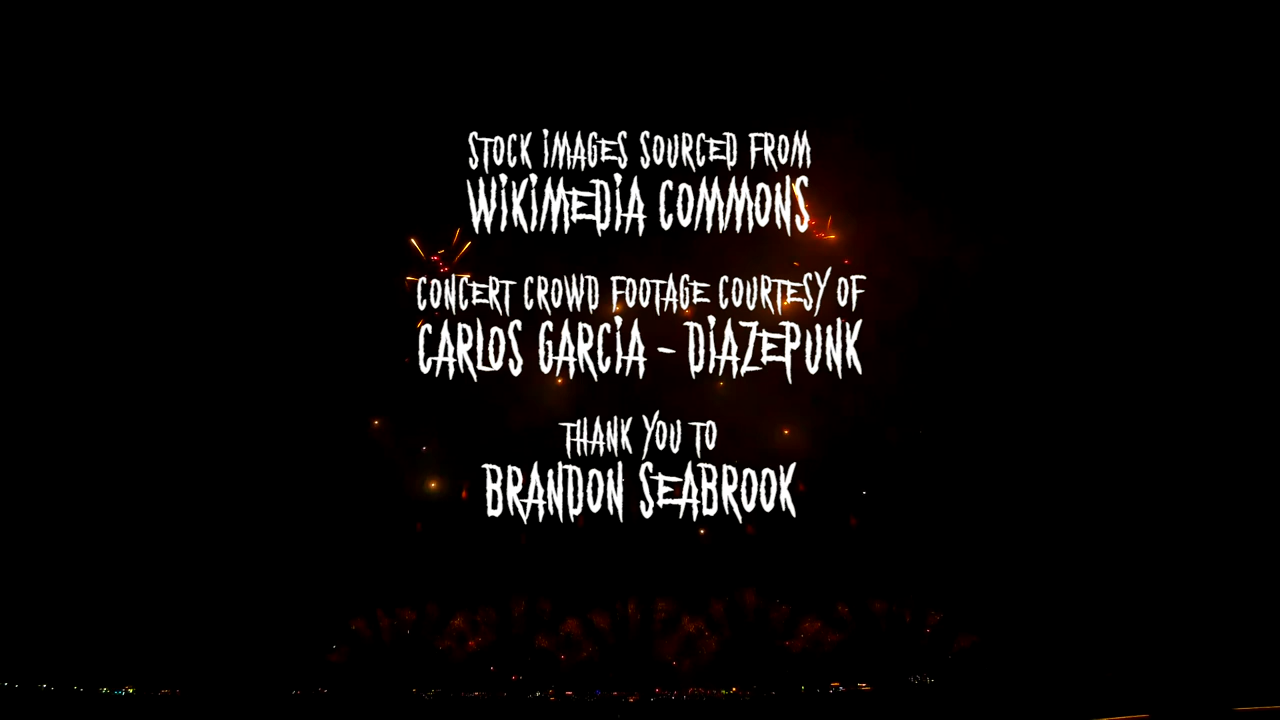 STOCK IMAGES SOURCED FROM
WIKIMEDIA COMMONS
CONCERT CROWD FOOTAGE COURTESY OF
CARLOS GARCIA - DIAZEPUNK
THANK YOU TO
BRANDON SEABROOK